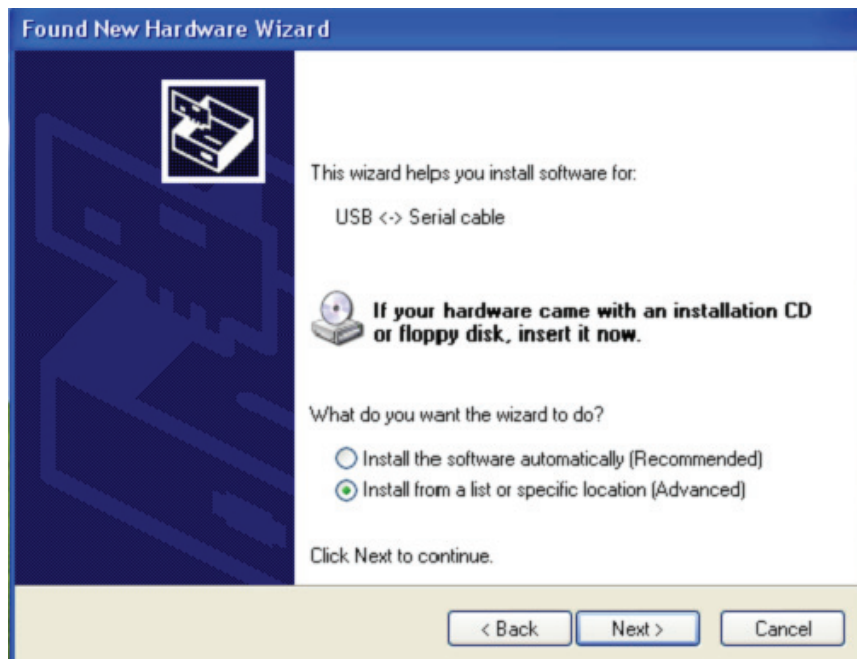 Found New Hardware Wizard
This wizard helps you install software for:
USB <-> Serial cable
If your hardware came with an installation CD
or floppy disk, insert it now.
What do you want the wizard to do?
Install the software automatically (Recommended)
Install from a list or specific location (Advanced)
Click Next to continue.
< Back Next > Cancel